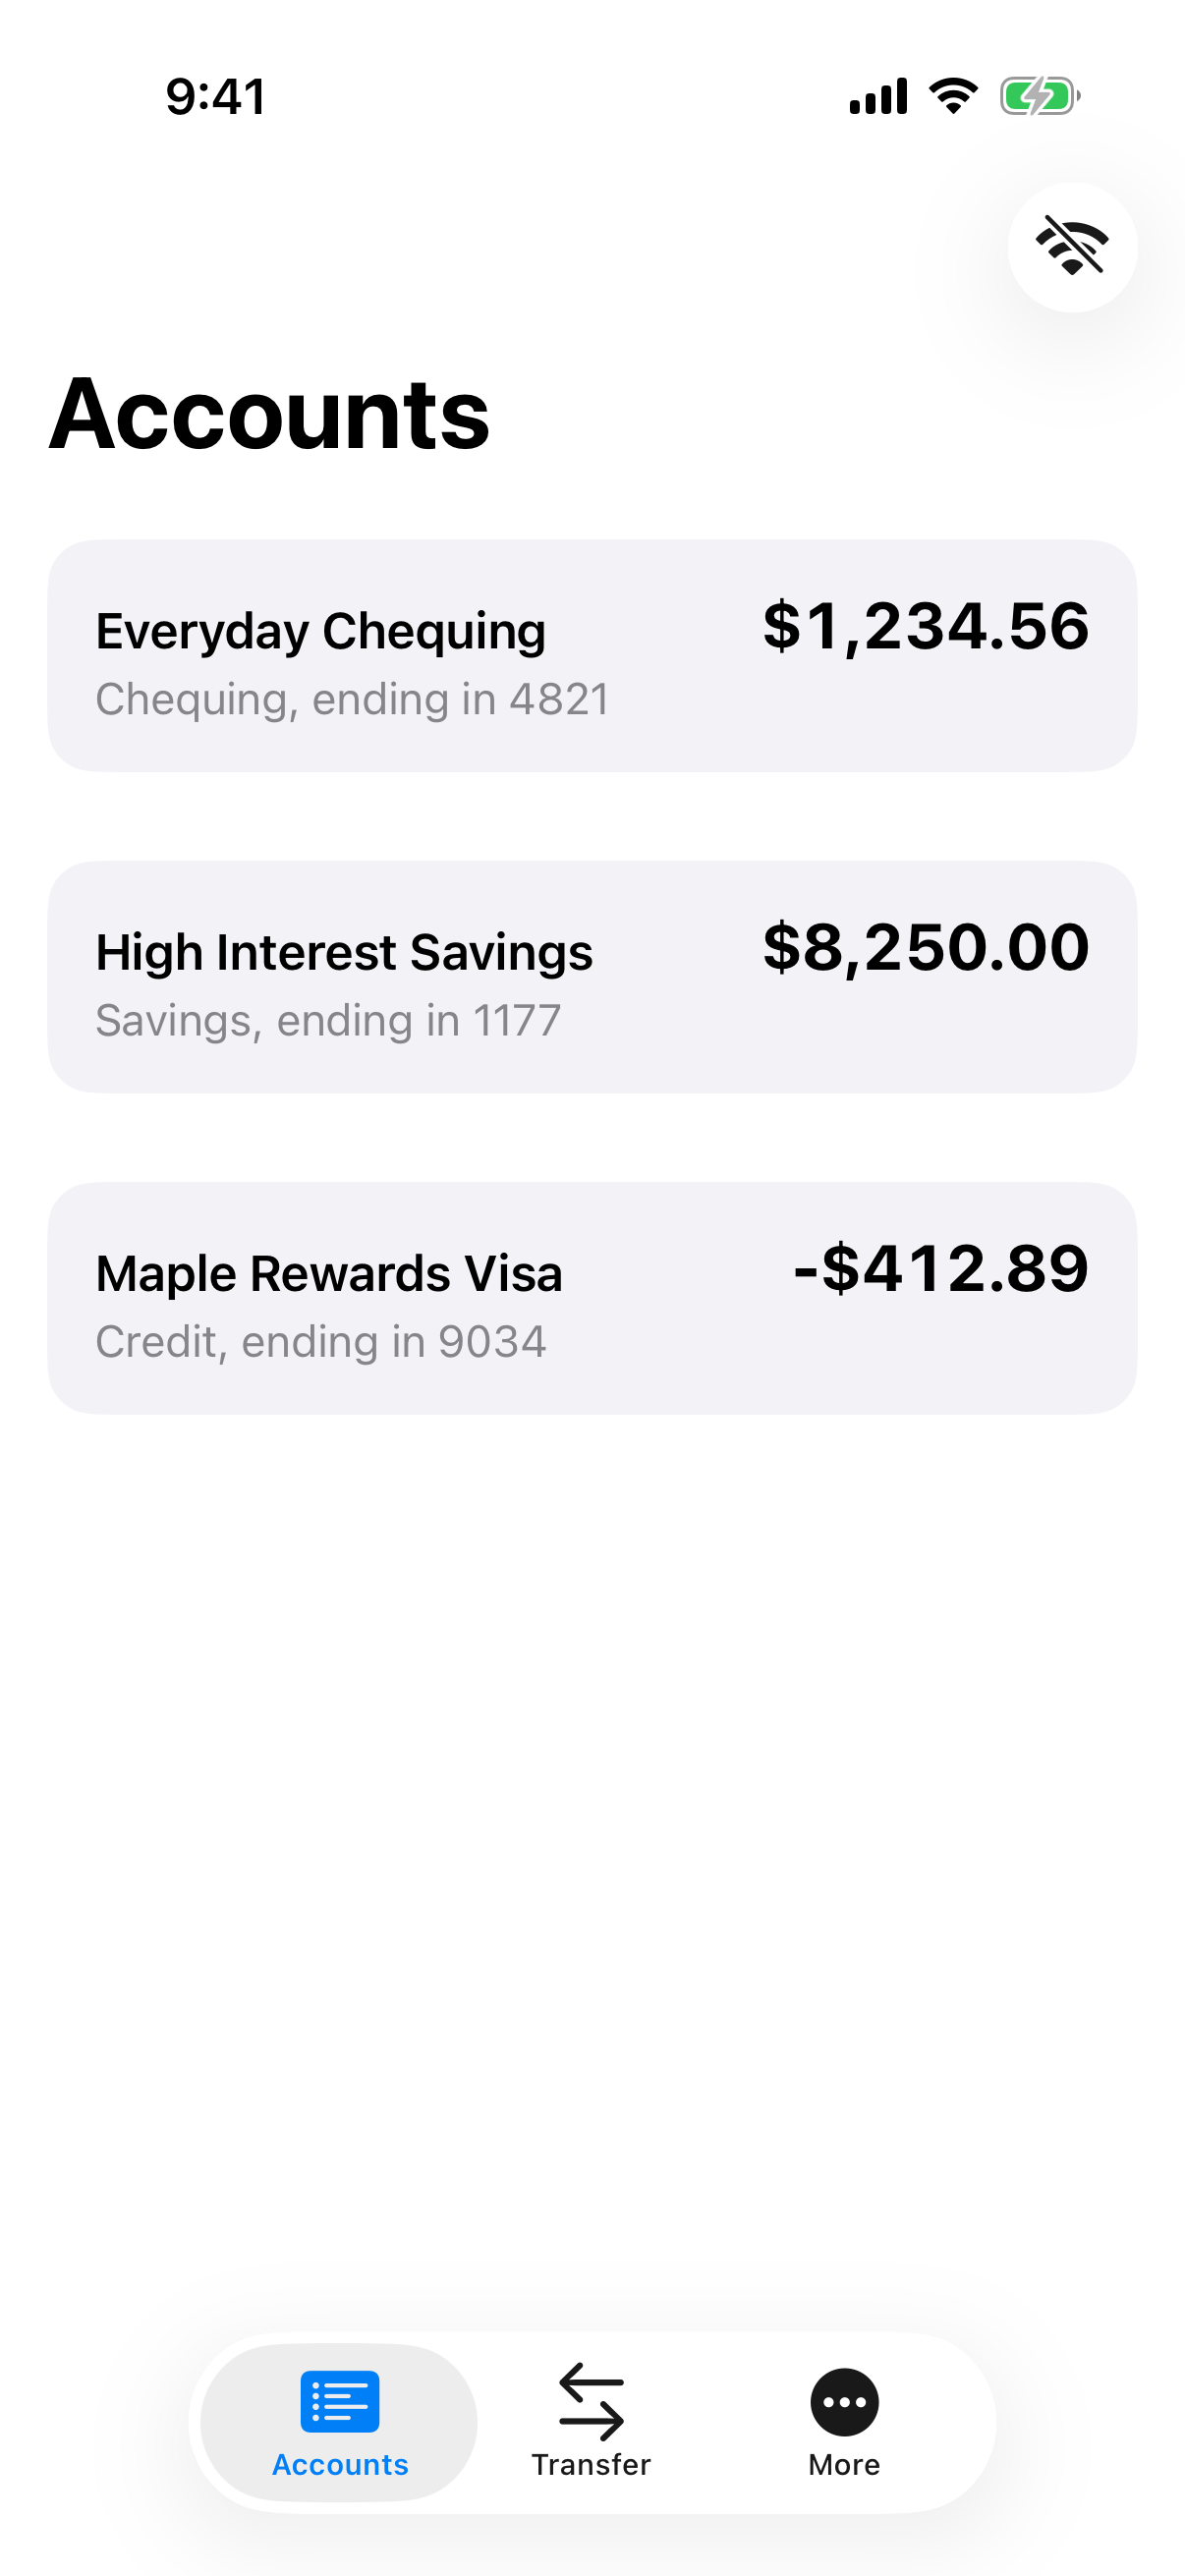 9:41
Accounts
Everyday Chequing
$1,234.56
Chequing, ending in 4821
High Interest Savings
$8,250.00
Savings, ending in 1177
Maple Rewards Visa
-$412.89
Credit, ending in 9034
Accounts
Transfer
More